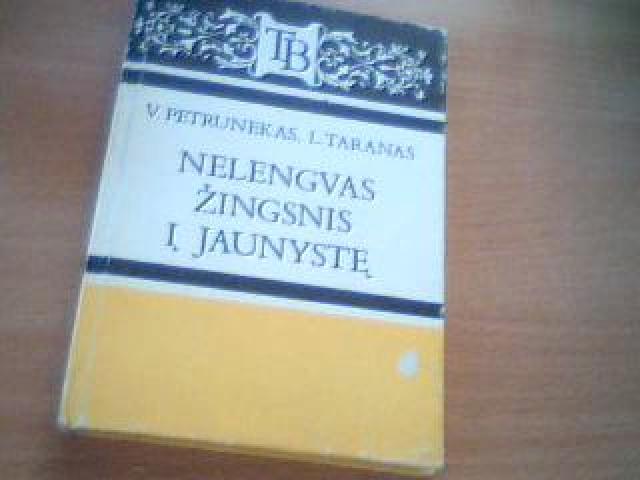 TB
V. PETRUNEKAS, L. TARANAS
NELENGVAS
ŽINGSNIS
Į JAUNYSTĘ